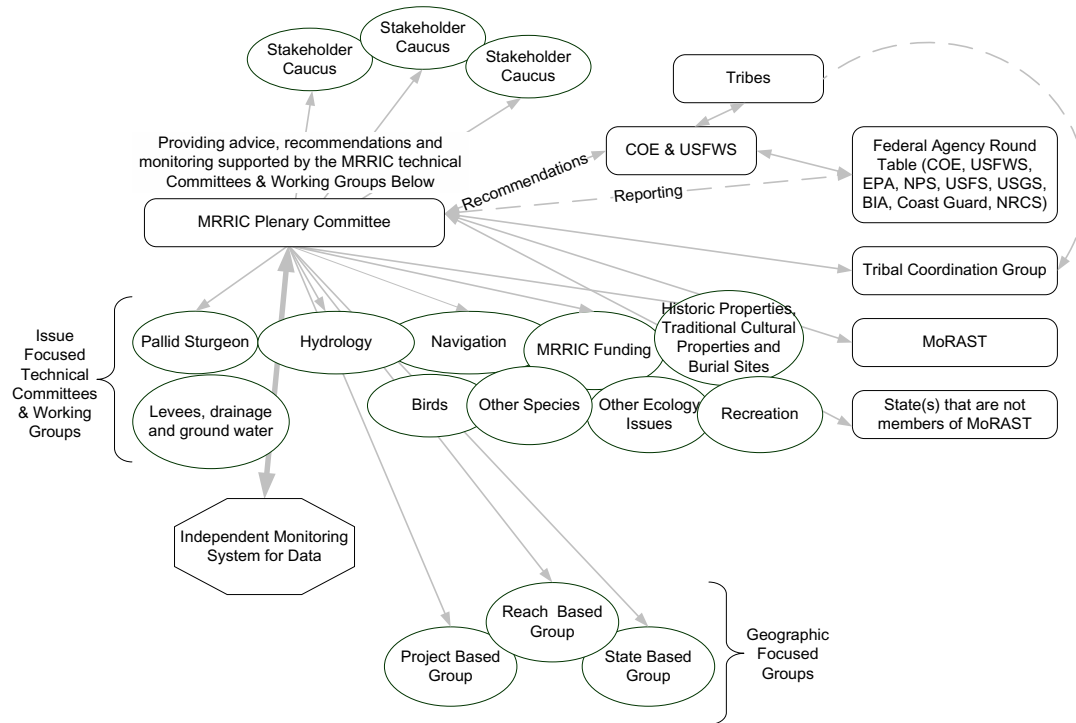 Stakeholder
Caucus
Stakeholder
Caucus
Stakeholder
Caucus
Tribes
Providing advice, recommendations and
monitoring supported by the MRRIC technical
Committees & Working Groups Below
COE & USFWS
Federal Agency Round
Table (COE, USFWS,
EPA, NPS, USFS, USGS,
BIA, Coast Guard, NRCS)
Recommendations
Reporting
MRRIC Plenary Committee
Tribal Coordination Group
Issue
Focused
Technical
Committees
& Working
Groups
Pallid Sturgeon
Hydrology
Navigation
MRRIC Funding
Historic Properties,
Traditional Cultural
Properties and
Burial Sites
MoRAST
Levees, drainage
and ground water
Birds
Other Species
Other Ecology
Issues
Recreation
State(s) that are not
members of MoRAST
Independent Monitoring
System for Data
Reach Based
Group
Project Based
Group
State Based
Group
Geographic
Focused
Groups